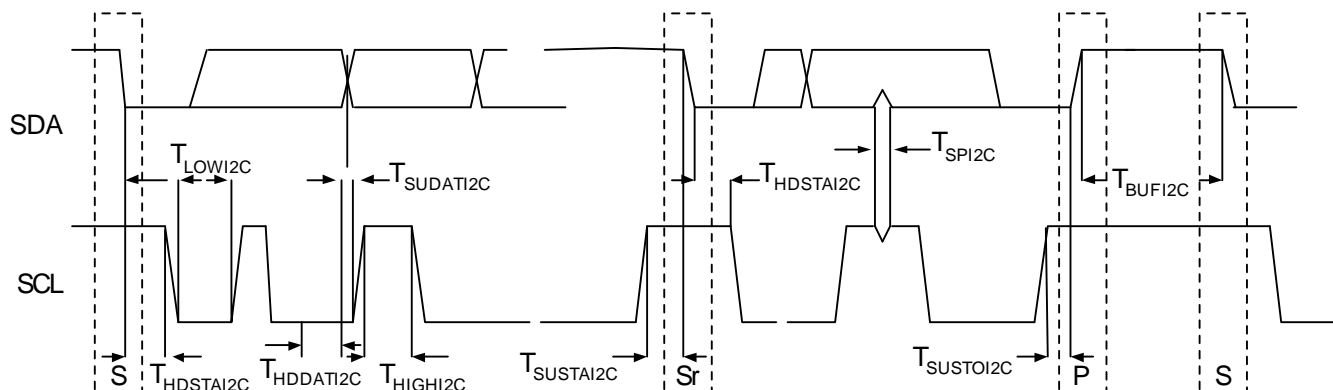 SDA
T_LOWI2C
T_SUDATI2C
T_HDSTAI2C
T_SPI2C
T_BUFI2C
SCL
S
T_HDSTAI2C
T_HDDATI2C
T_HIGHI2C
T_SUSTAI2C
Sr
T_SUSTOI2C
P
S